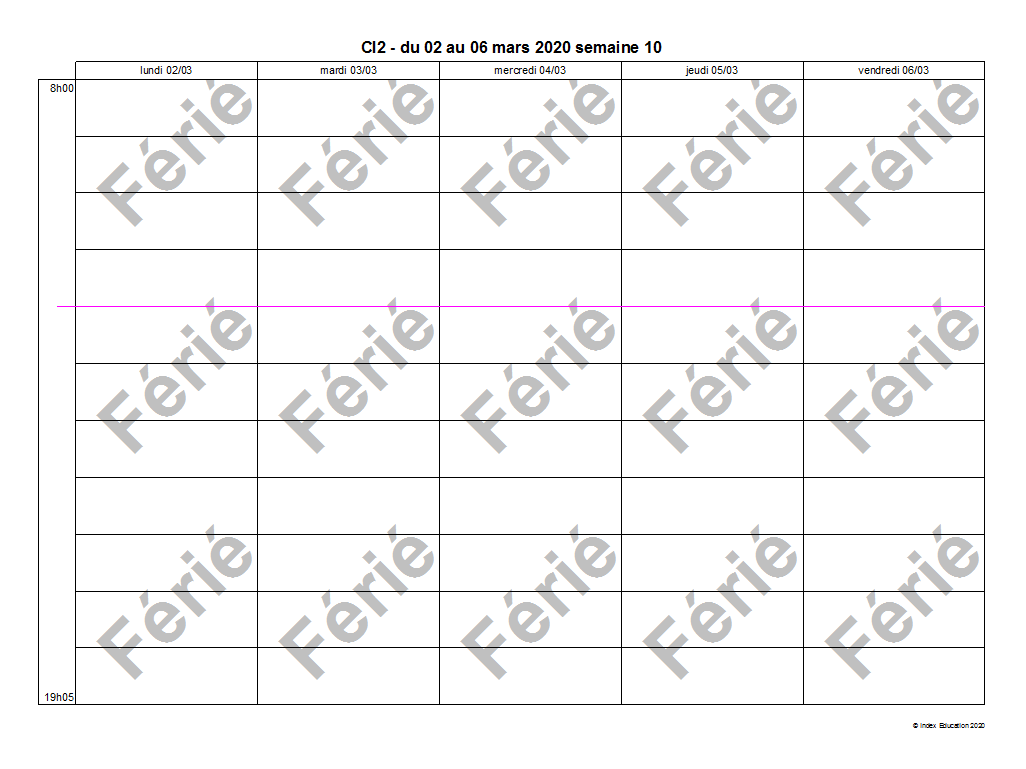 CI2 - du 02 au 06 mars 2020 semaine 10
lundi 02/03 mardi 03/03 mercredi 04/03 jeudi 05/03 vendredi 06/03
8h00
Férié Férié Férié Férié Férié
Férié Férié Férié Férié Férié
Férié Férié Férié Férié Férié
19h05
© Index Education 2020